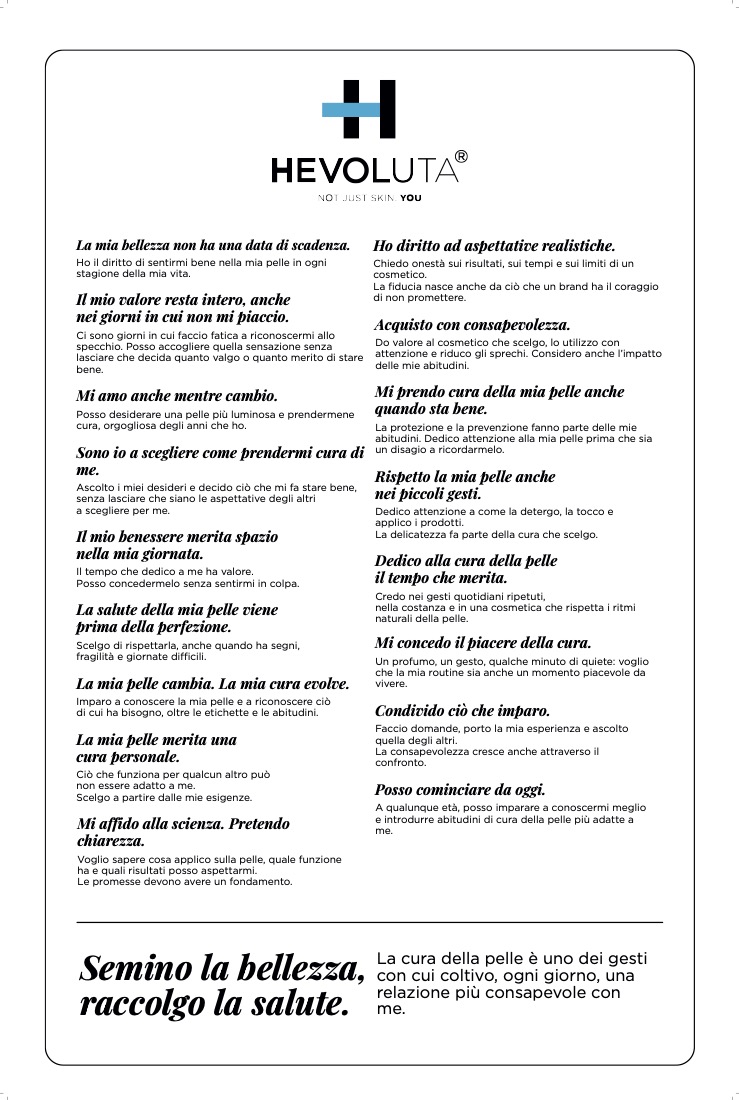 HEVOLUTA®
NOT JUST SKIN. YOU
La mia bellezza non ha una data di scadenza.
Ho il diritto di sentirmi bene nella mia pelle in ogni
stagione della mia vita.
Il mio valore resta intero, anche
nei giorni in cui non mi piaccio.
Ci sono giorni in cui faccio fatica a riconoscermi allo
specchio. Posso accogliere quella sensazione senza
lasciare che decida quanto valgo o quanto merito di stare
bene.
Mi amo anche mentre cambio.
Posso desiderare una pelle più luminosa e prendermene
cura, orgogliosa degli anni che ho.
Sono io a scegliere come prendermi cura di
me.
Ascolto i miei desideri e decido ciò che mi fa stare bene,
senza lasciare che siano le aspettative degli altri
a scegliere per me.
Il mio benessere merita spazio
nella mia giornata.
Il tempo che dedico a me ha valore.
Posso concedermelo senza sentirmi in colpa.
La salute della mia pelle viene
prima della perfezione.
Scelgo di rispettarla, anche quando ha segni,
fragilità e giornate difficili.
La mia pelle cambia. La mia cura evolve.
Imparo a conoscere la mia pelle e a riconoscere ciò
di cui ha bisogno, oltre le etichette e le abitudini.
La mia pelle merita una
cura personale.
Ciò che funziona per qualcun altro può
non essere adatto a me.
Scelgo a partire dalle mie esigenze.
Mi affido alla scienza. Pretendo
chiarezza.
Voglio sapere cosa applico sulla pelle, quale funzione
ha e quali risultati posso aspettarmi.
Le promesse devono avere un fondamento.
Ho diritto ad aspettative realistiche.
Chiedo onestà sui risultati, sui tempi e sui limiti di un
cosmetico.
La fiducia nasce anche da ciò che un brand ha il coraggio
di non promettere.
Acquisto con consapevolezza.
Do valore al cosmetico che scelgo, lo utilizzo con
attenzione e riduco gli sprechi. Considero anche l'impatto
delle mie abitudini.
Mi prendo cura della mia pelle anche
quando sta bene.
La protezione e la prevenzione fanno parte delle mie
abitudini. Dedico attenzione alla mia pelle prima che sia
un disagio a ricordarmelo.
Rispetto la mia pelle anche
nei piccoli gesti.
Dedico attenzione a come la detergo, la tocco e
applico i prodotti.
La delicatezza fa parte della cura che scelgo.
Dedico alla cura della pelle
il tempo che merita.
Credo nei gesti quotidiani ripetuti,
nella costanza e in una cosmetica che rispetta i ritmi
naturali della pelle.
Mi concedo il piacere della cura.
Un profumo, un gesto, qualche minuto di quiete: voglio
che la mia routine sia anche un momento piacevole da
vivere.
Condivido ciò che imparo.
Faccio domande, porto la mia esperienza e ascolto
quella degli altri.
La consapevolezza cresce anche attraverso il
confronto.
Posso cominciare da oggi.
A qualunque età, posso imparare a conoscermi meglio
e introdurre abitudini di cura della pelle più adatte a
me.
Semino la bellezza,
raccolgo la salute.
La cura della pelle è uno dei gesti
con cui coltivo, ogni giorno, una
relazione più consapevole con
me.